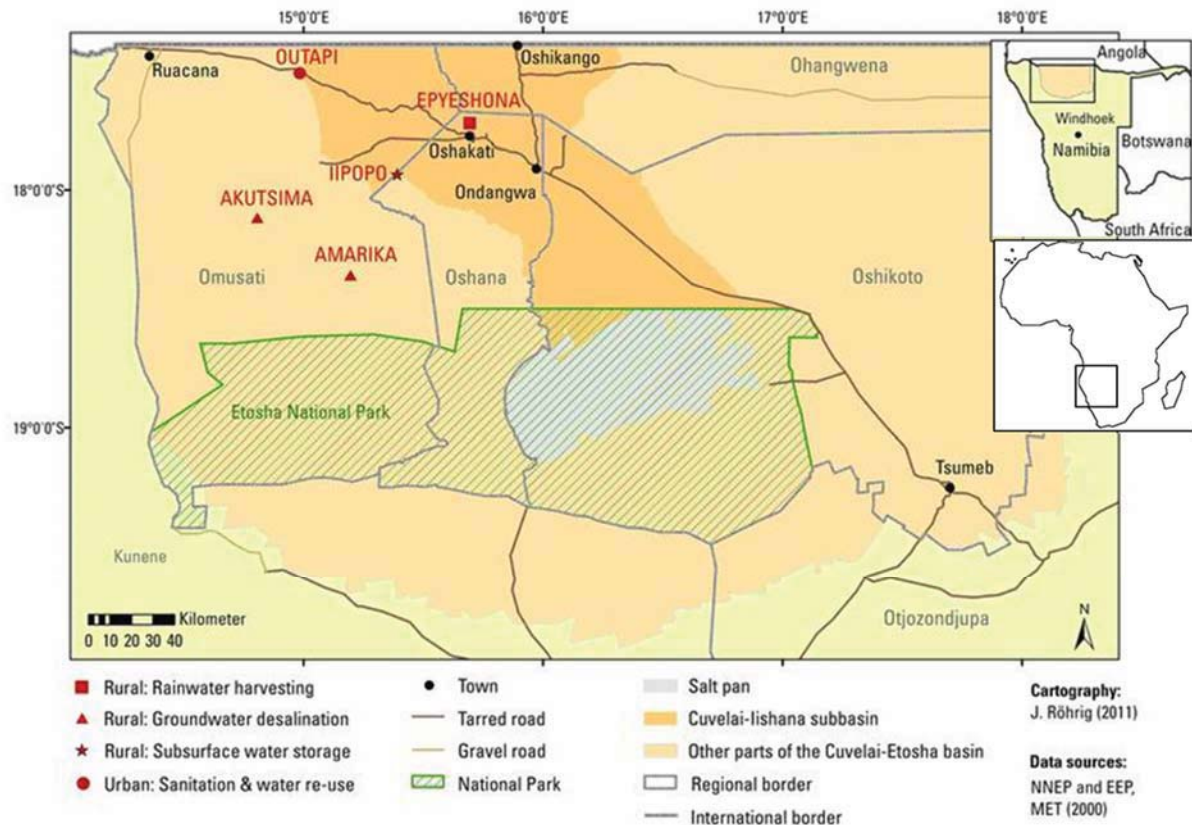 15°0'0"E
16°0'0"E
17°0'0"E
18°0'0"E
OUTAPI
Oshikango
Ruacana
Ohangwena
Angola
EPYESHONA
Windhoek
Namibia
Botswana
Oshakati
IIPOPO
Ondangwa
18°0'0"S
AKUTSIMA
South Africa
AMARIKA
Omusati
Oshana
Oshikoto
Etosha National Park
19°0'0"S
Tsumeb
Kunene
Otjozondjupa
Kilometer
0 10 20 30 40
N
Rural: Rainwater harvesting
Rural: Groundwater desalination
Rural: Subsurface water storage
Urban: Sanitation & water re-use
Town
Tarred road
Gravel road
National Park
Salt pan
Cuvelai-Iishana subbasin
Other parts of the Cuvelai-Etosha basin
Regional border
International border
Cartography:
J. Röhrig (2011)
Data sources:
NNEP and EEP,
MET (2000)